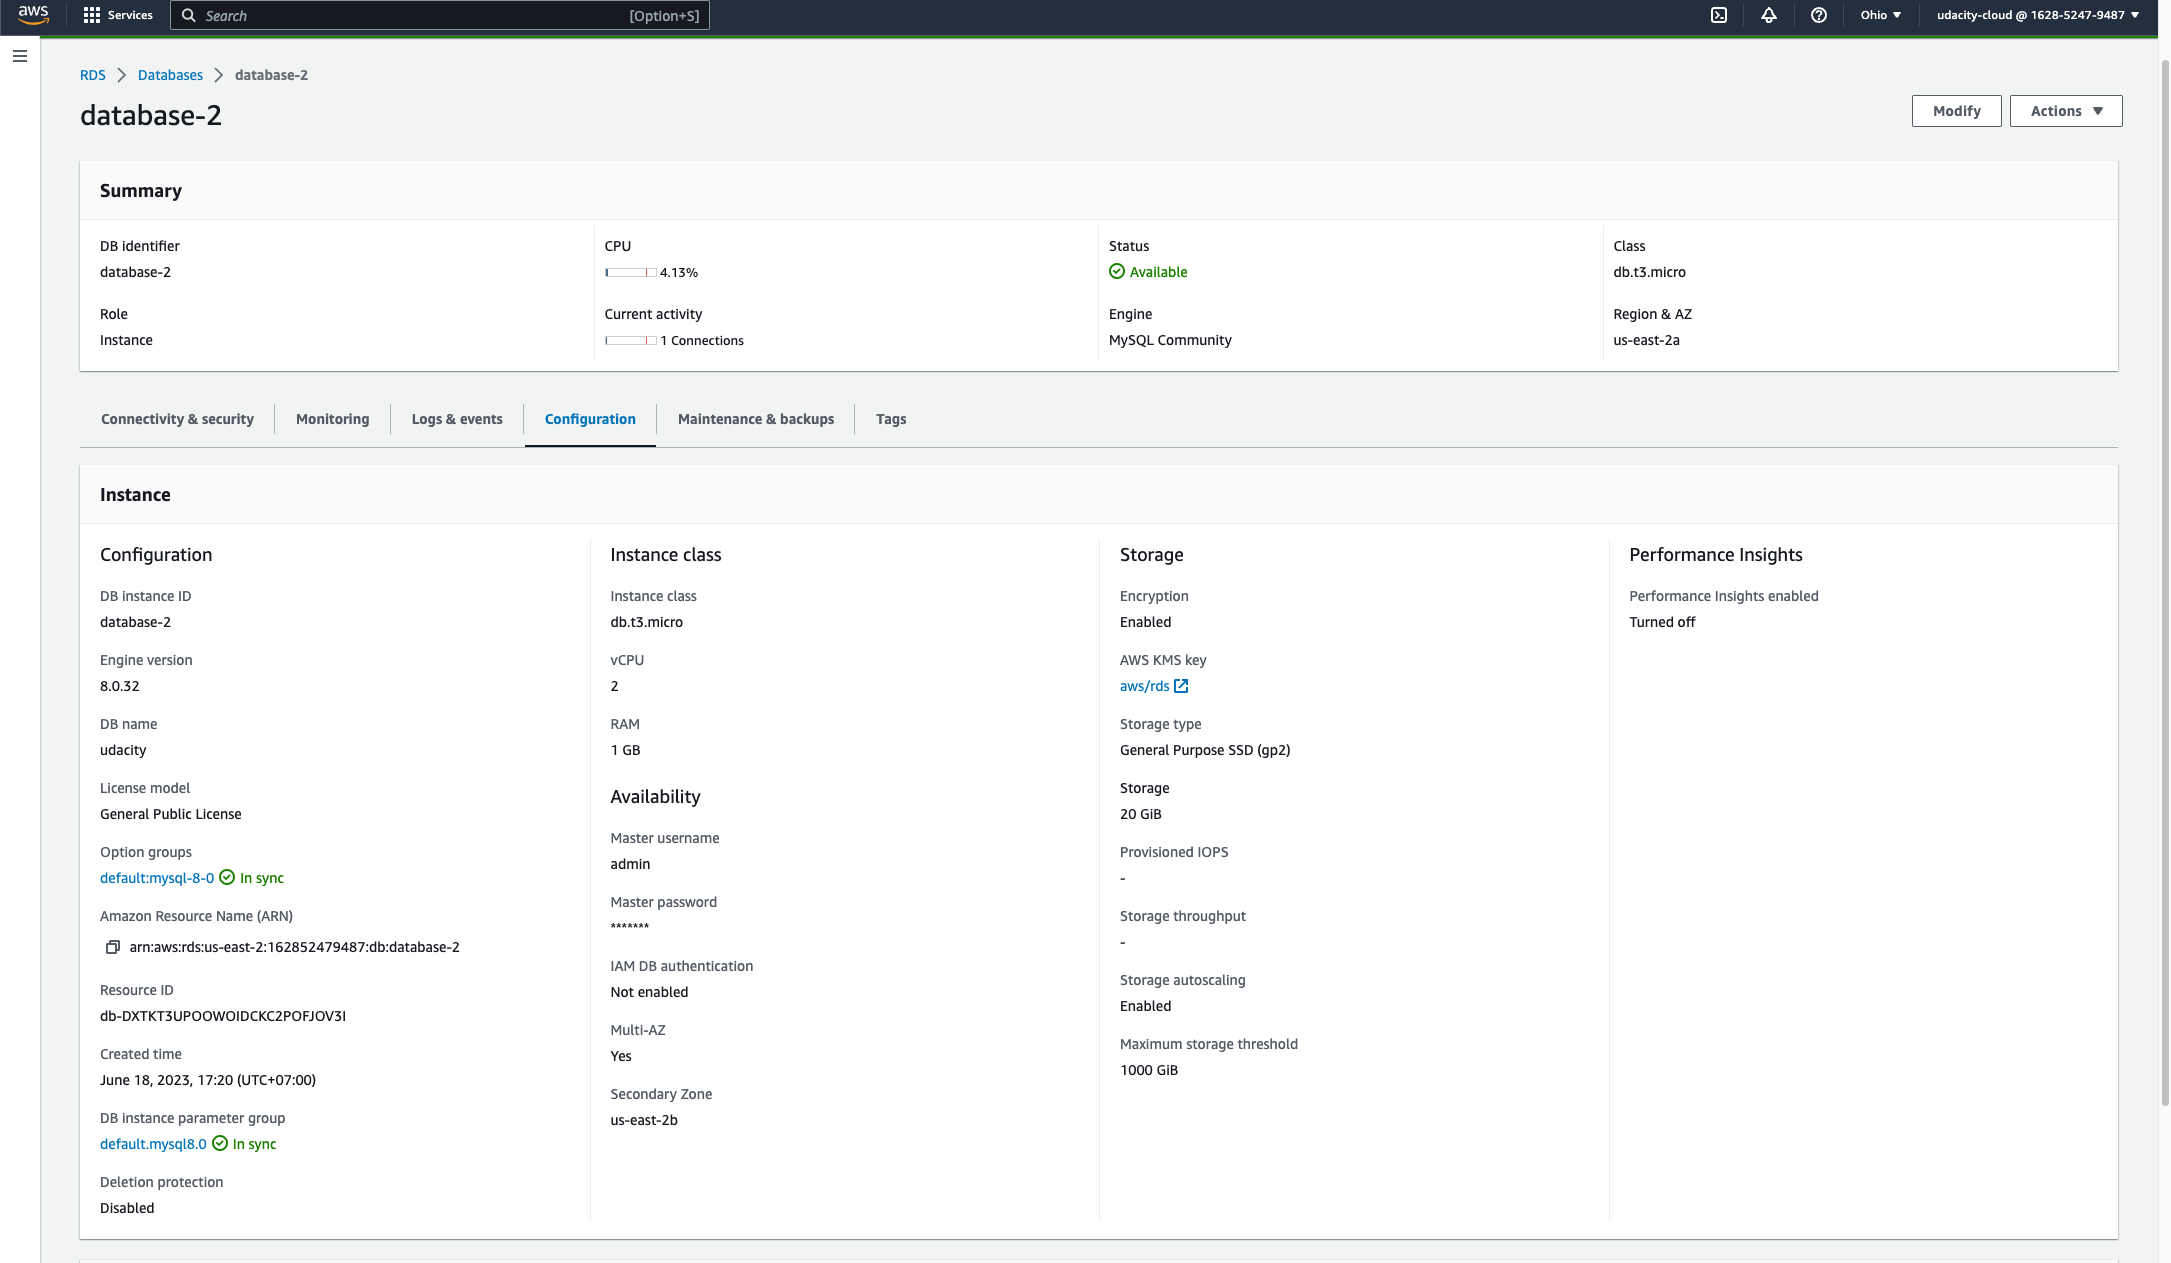 aws
Services
Search [Option+S]
Ohio
udacity-cloud @ 1628-5247-9487
RDS Databases database-2
database-2
Modify
Actions
Summary
DB identifier
database-2
CPU
4.13%
Status
Available
Class
db.t3.micro
Role
Instance
Current activity
1 Connections
Engine
MySQL Community
Region & AZ
us-east-2a
Connectivity & security
Monitoring
Logs & events
Configuration
Maintenance & backups
Tags
Instance
Configuration
DB instance ID
database-2
Engine version
8.0.32
DB name
udacity
License model
General Public License
Option groups
default:mysql-8-0 In sync
Amazon Resource Name (ARN)
arn:aws:rds:us-east-2:162852479487:db:database-2
Resource ID
db-DXTKT3UPOOWOIDCKC2POFJOV3I
Created time
June 18, 2023, 17:20 (UTC+07:00)
DB instance parameter group
default.mysql8.0 In sync
Deletion protection
Disabled
Instance class
Instance class
db.t3.micro
vCPU
2
RAM
1 GB
Availability
Master username
admin
Master password
*******
IAM DB authentication
Not enabled
Multi-AZ
Yes
Secondary Zone
us-east-2b
Storage
Encryption
Enabled
AWS KMS key
aws/rds
Storage type
General Purpose SSD (gp2)
Storage
20 GiB
Provisioned IOPS
-
Storage throughput
-
Storage autoscaling
Enabled
Maximum storage threshold
1000 GiB
Performance Insights
Performance Insights enabled
Turned off